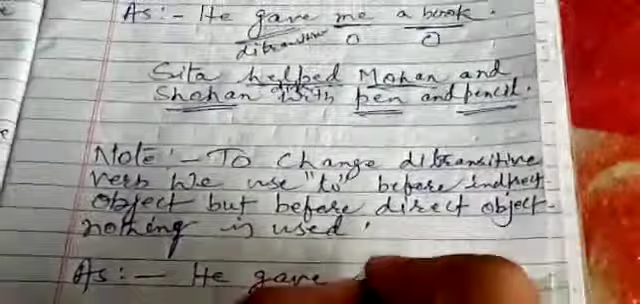 As :- He gave me a book.
ditransitive O O
Sita helped Mohan and
Shohan with pen and pencil.
Note :- To change ditransitive
verb we use "to" before indirect
object but before direct object
nothing is used.
As :- He gave